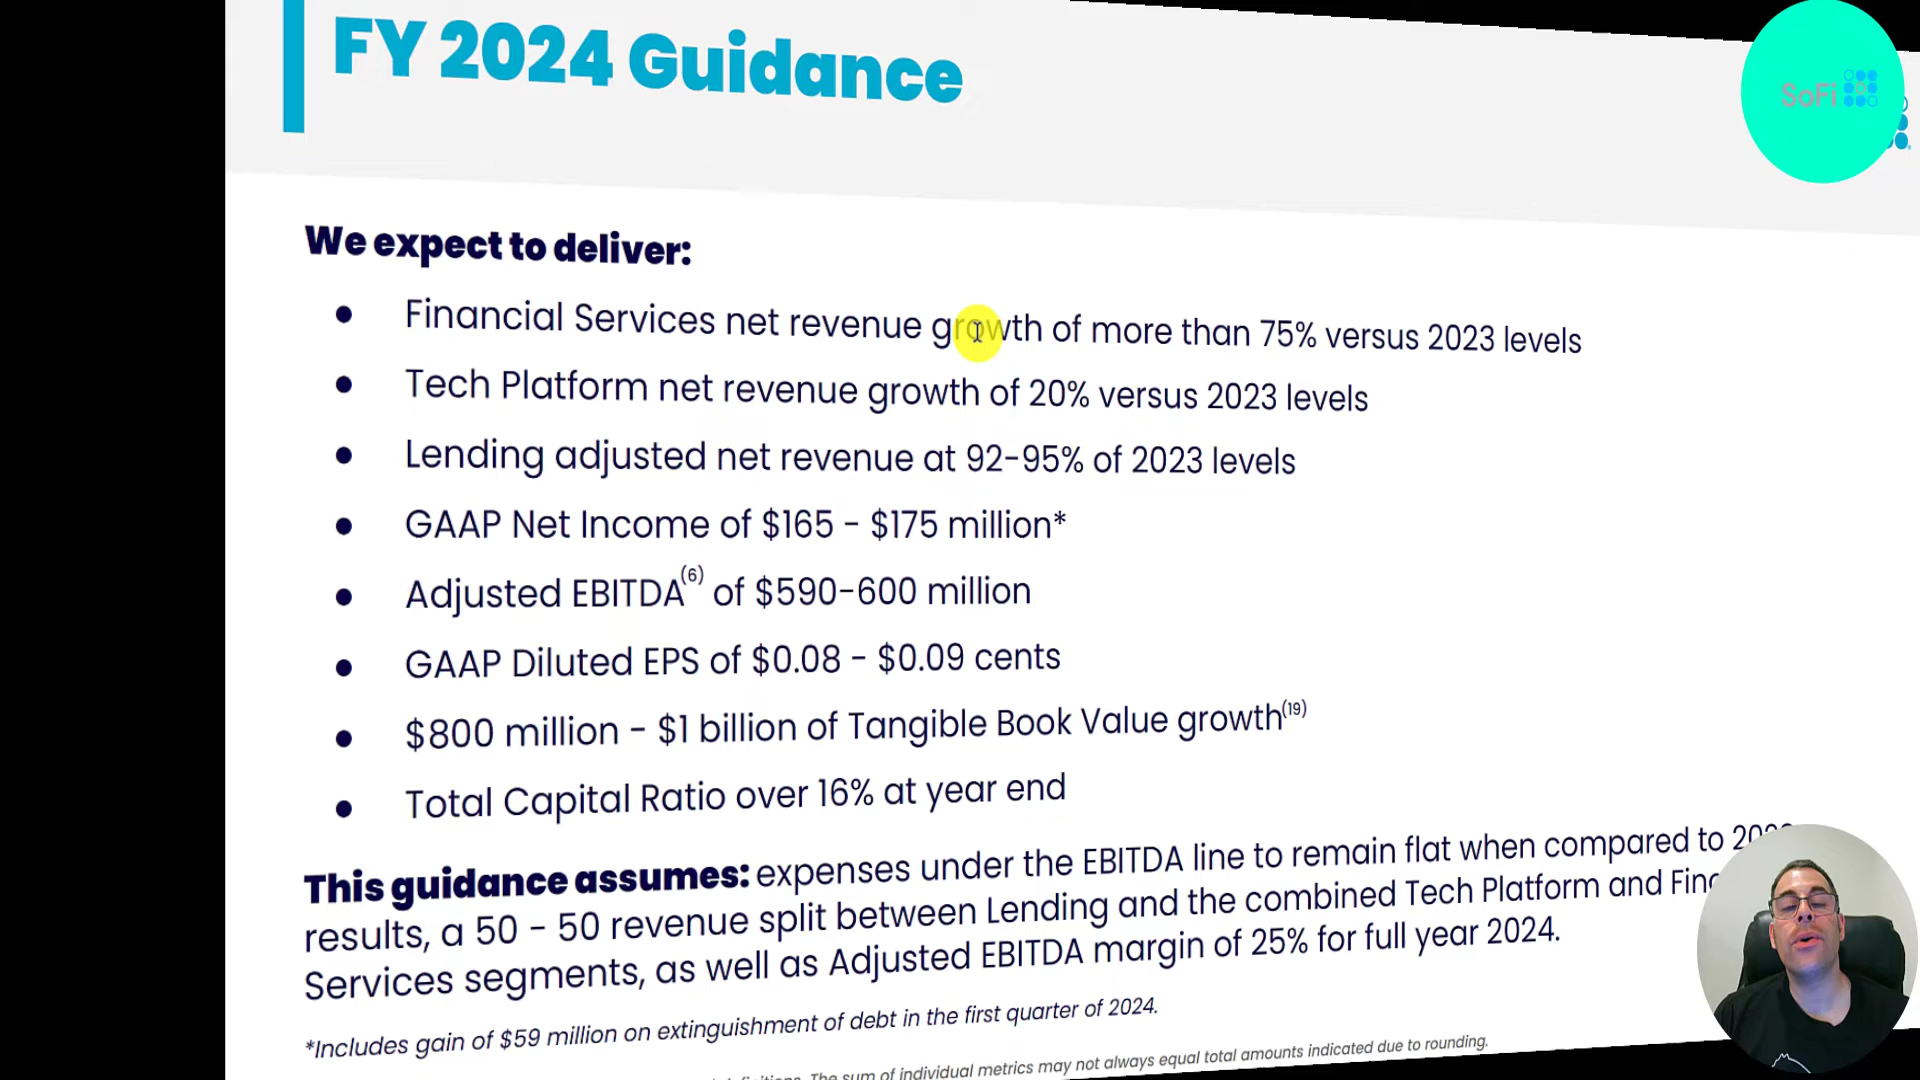 FY 2024 Guidance
SoFi
We expect to deliver:
• Financial Services net revenue growth of more than 75% versus 2023 levels
• Tech Platform net revenue growth of 20% versus 2023 levels
• Lending adjusted net revenue at 92-95% of 2023 levels
• GAAP Net Income of $165 - $175 million*
• Adjusted EBITDA(6) of $590-600 million
• GAAP Diluted EPS of $0.08 - $0.09 cents
• $800 million - $1 billion of Tangible Book Value growth(19)
• Total Capital Ratio over 16% at year end
This guidance assumes: expenses under the EBITDA line to remain flat when compared to
results, a 50 - 50 revenue split between Lending and the combined Tech Platform and
Services segments, as well as Adjusted EBITDA margin of 25% for full year 2024.
*Includes gain of $59 million on extinguishment of debt in the first quarter of 2024.
The sum of individual metrics may not always equal total amounts indicated due to rounding.